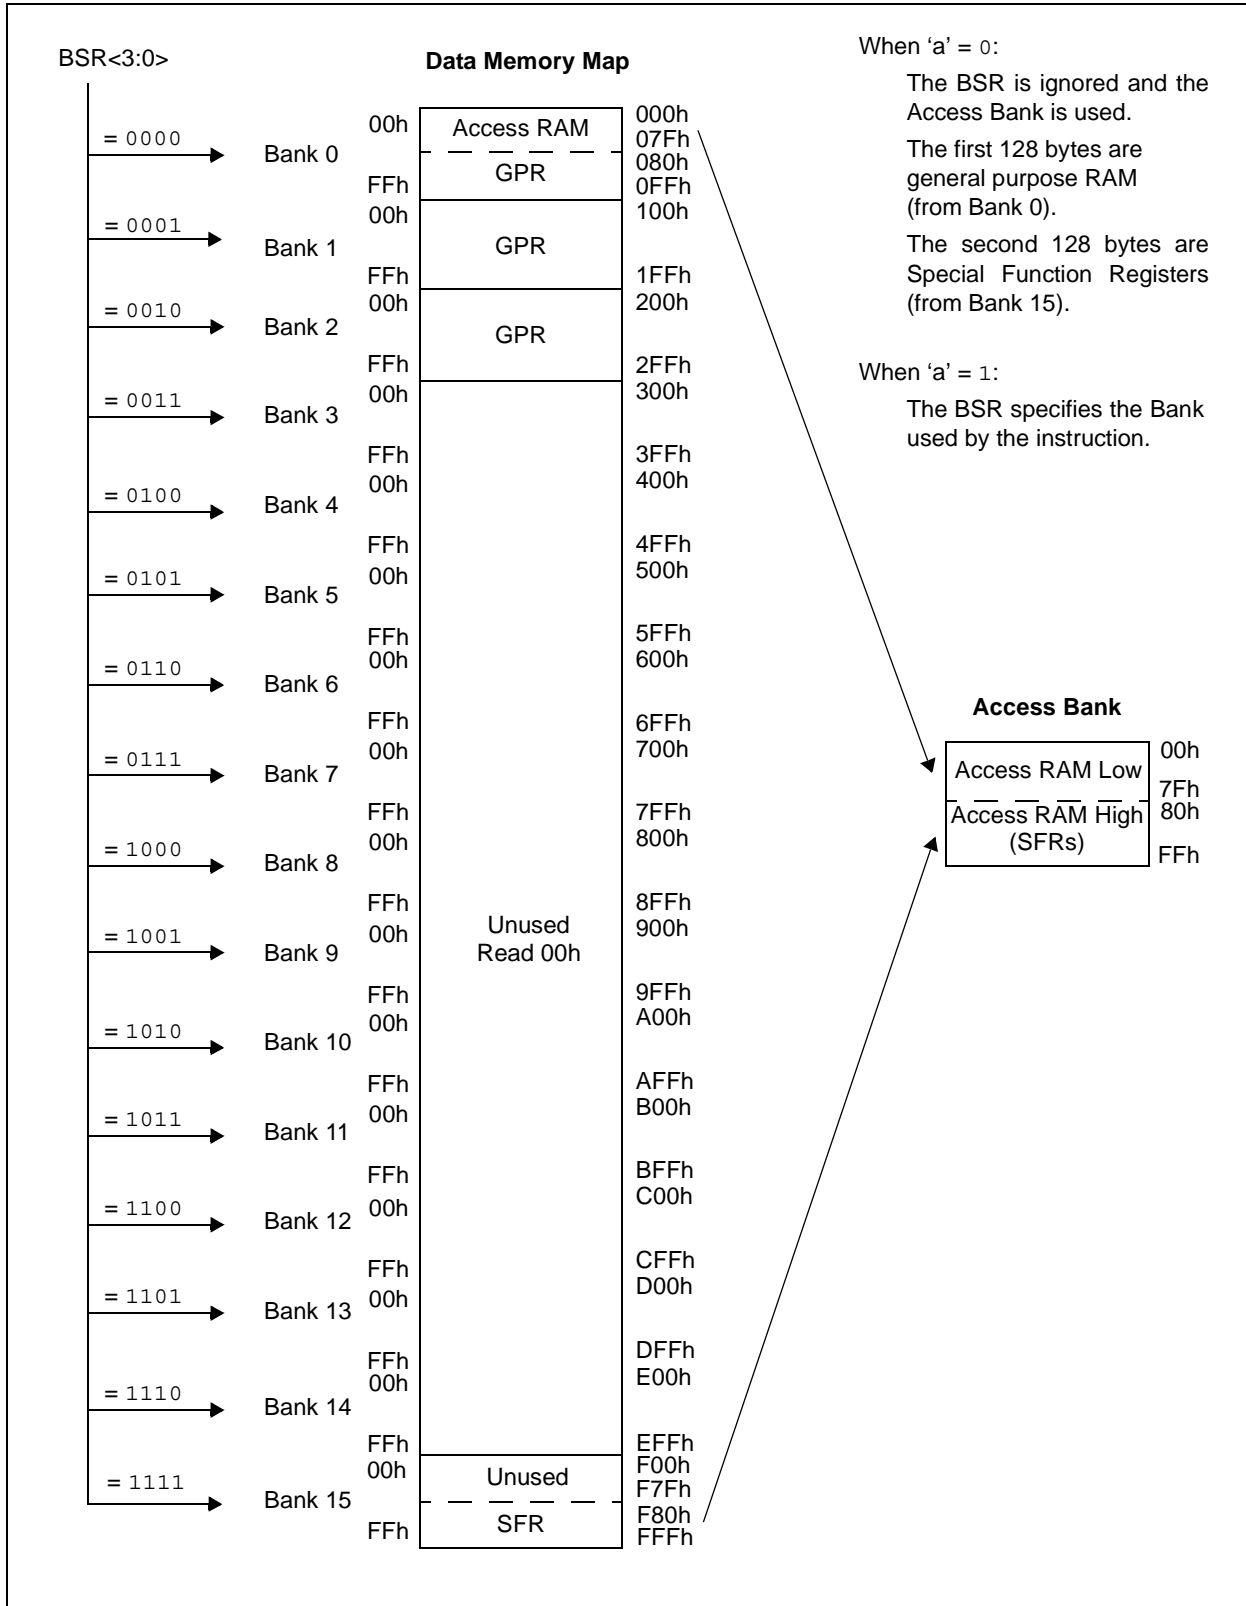 BSR<3:0>
Data Memory Map
= 0000
Bank 0
00h
Access RAM
000h
07Fh
GPR
080h
FFh
0FFh
= 0001
Bank 1
00h
GPR
100h
FFh
1FFh
= 0010
Bank 2
00h
GPR
200h
FFh
2FFh
= 0011
Bank 3
00h
300h
FFh
3FFh
= 0100
Bank 4
00h
400h
FFh
4FFh
= 0101
Bank 5
00h
500h
FFh
5FFh
= 0110
Bank 6
00h
600h
FFh
6FFh
= 0111
Bank 7
00h
700h
FFh
7FFh
= 1000
Bank 8
00h
800h
FFh
8FFh
= 1001
Bank 9
00h
Unused
Read 00h
900h
FFh
9FFh
= 1010
Bank 10
00h
A00h
FFh
AFFh
= 1011
Bank 11
00h
B00h
FFh
BFFh
= 1100
Bank 12
00h
C00h
FFh
CFFh
= 1101
Bank 13
00h
D00h
FFh
DFFh
= 1110
Bank 14
00h
E00h
FFh
EFFh
= 1111
Bank 15
00h
Unused
F00h
F7Fh
SFR
F80h
FFh
FFFh
When ‘a’ = 0:
The BSR is ignored and the
Access Bank is used.
The first 128 bytes are
general purpose RAM
(from Bank 0).
The second 128 bytes are
Special Function Registers
(from Bank 15).
When ‘a’ = 1:
The BSR specifies the Bank
used by the instruction.
Access Bank
Access RAM Low
00h
7Fh
Access RAM High
(SFRs)
80h
FFh